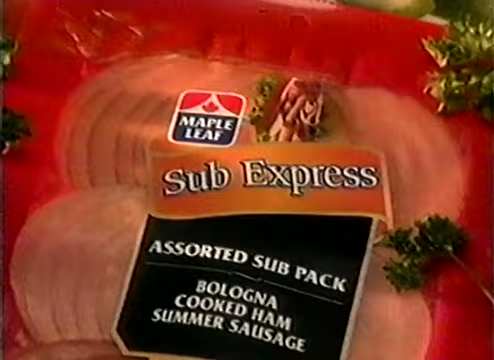 MAPLE
LEAF
Sub Express
ASSORTED SUB PACK
BOLOGNA
COOKED HAM
SUMMER SAUSAGE